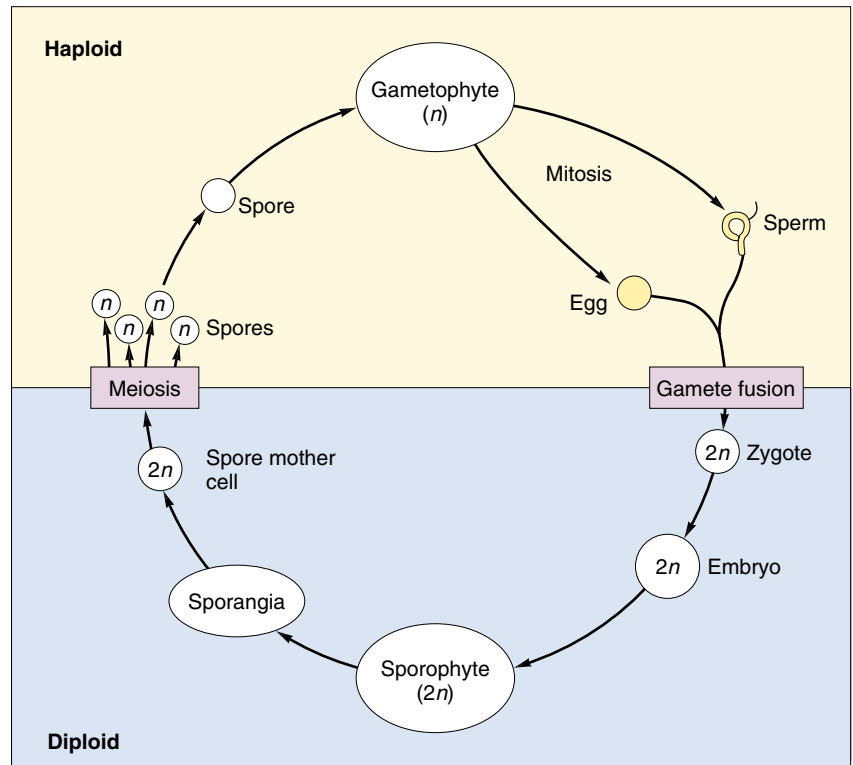 Haploid
Gametophyte
(n)
Mitosis
Spore
Sperm
Egg
n
n
n
n
Spores
Meiosis
Gamete fusion
2n
Spore mother
cell
2n
Zygote
2n
Embryo
Sporangia
Sporophyte
(2n)
Diploid